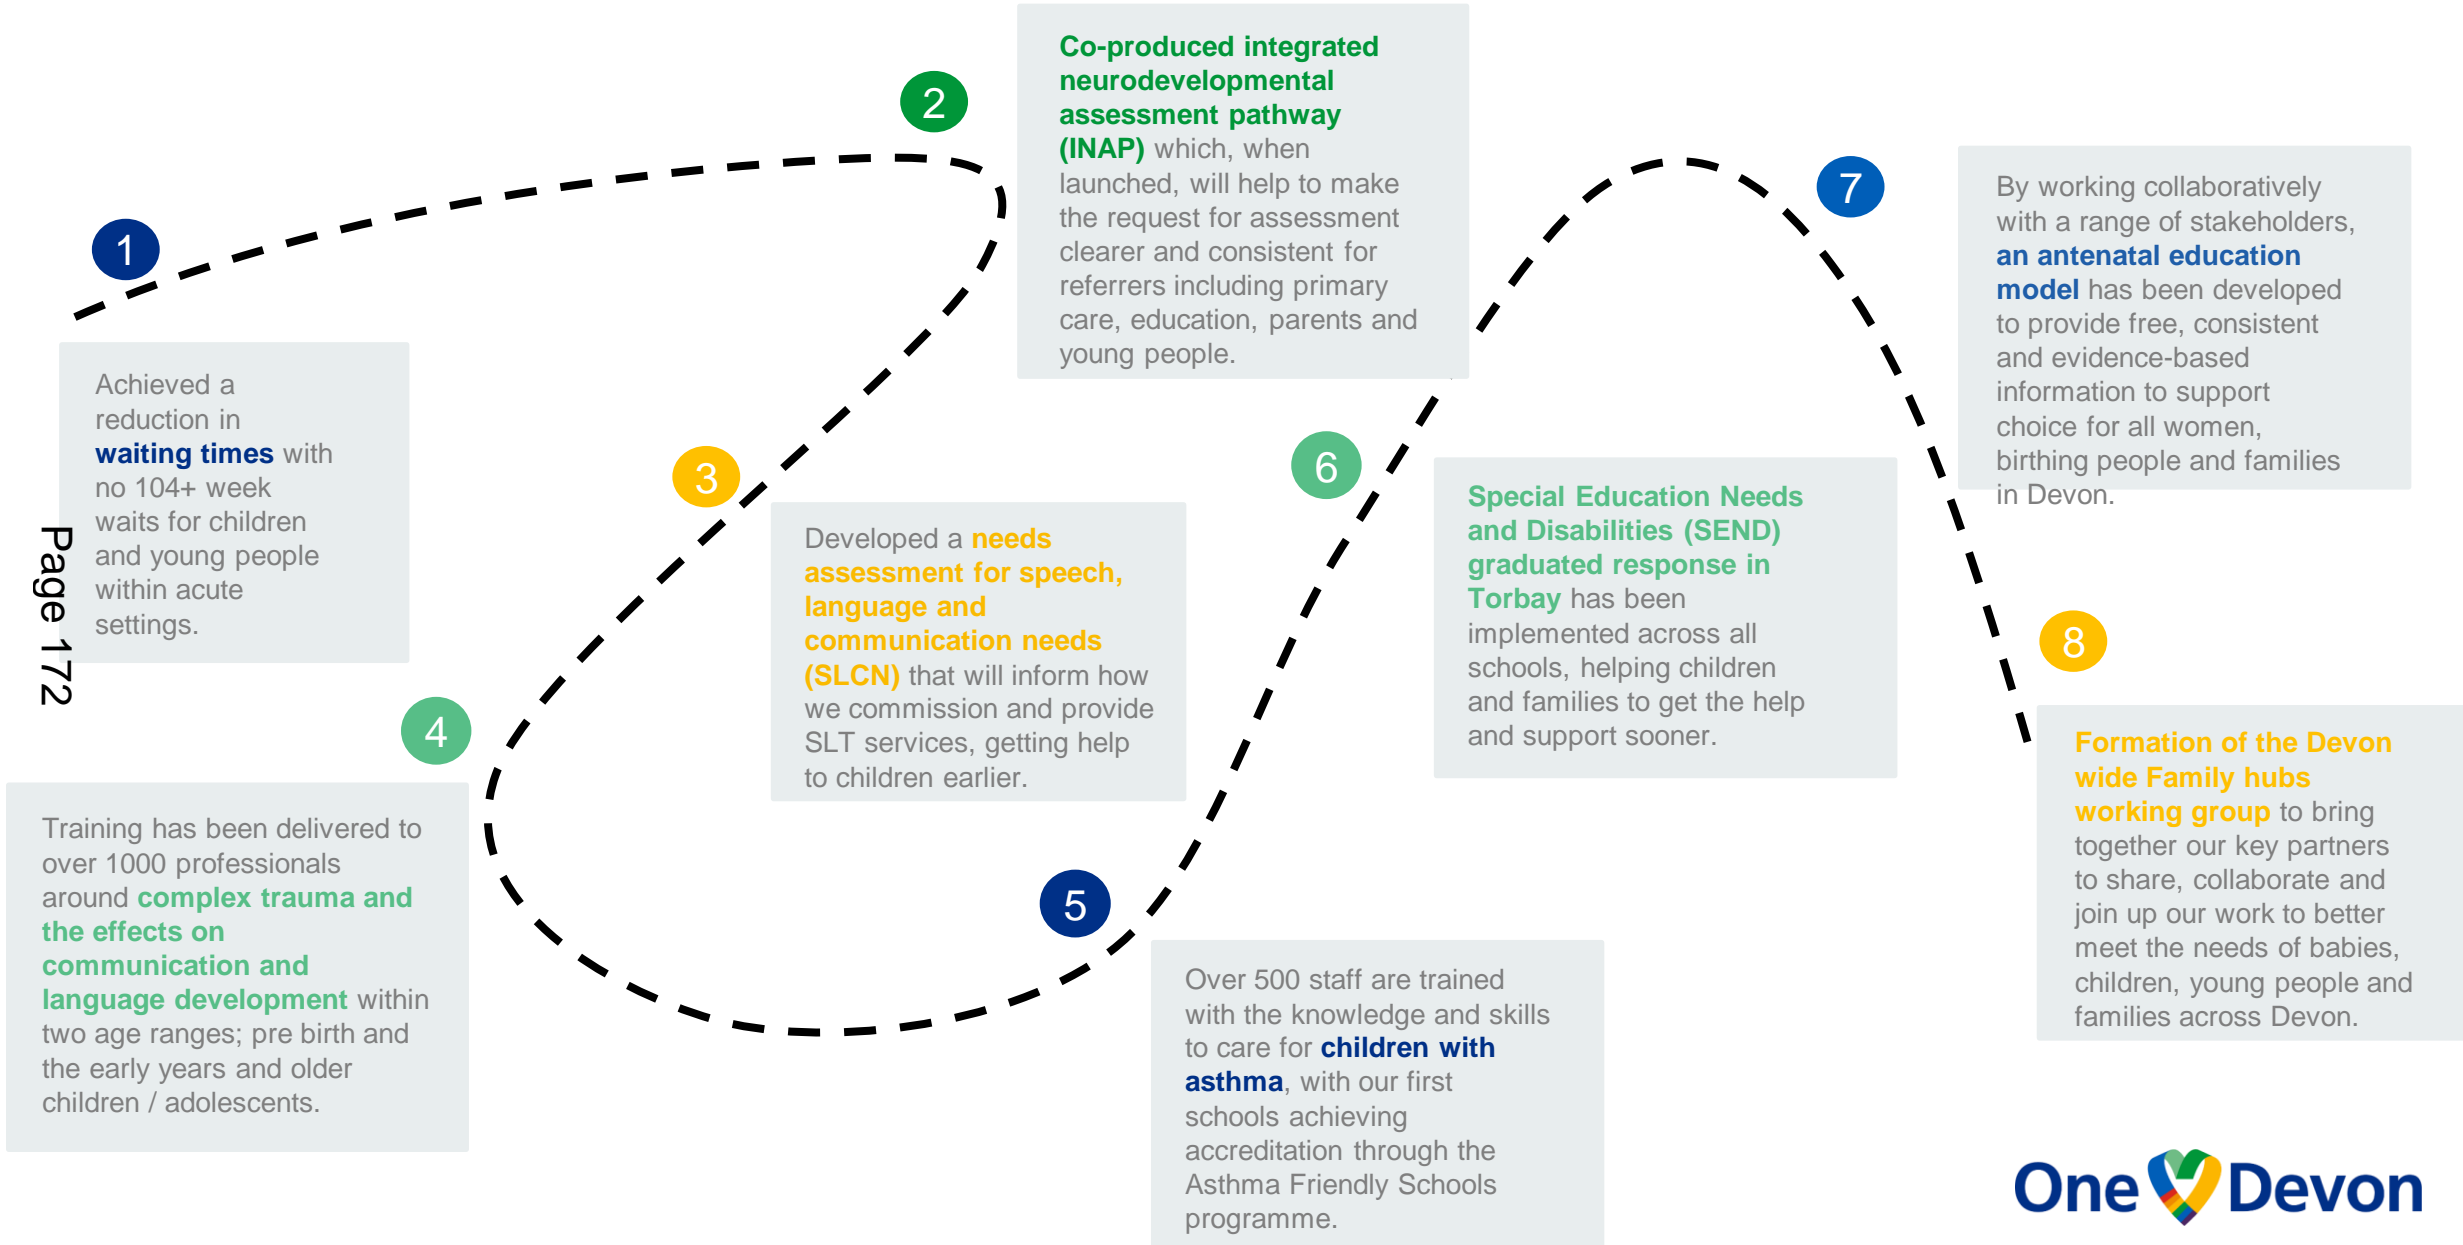 1
Achieved a
reduction in
waiting times with
no 104+ week
waits for children
and young people
within acute
settings.
2
Co-produced integrated
neurodevelopmental
assessment pathway
(INAP) which, when
launched, will help to make
the request for assessment
clearer and consistent for
referrers including primary
care, education, parents and
young people.
3
Developed a needs
assessment for speech,
language and
communication needs
(SLCN) that will inform how
we commission and provide
SLT services, getting help
to children earlier.
4
Training has been delivered to
over 1000 professionals
around complex trauma and
the effects on
communication and
language development within
two age ranges; pre birth and
the early years and older
children / adolescents.
5
Over 500 staff are trained
with the knowledge and skills
to care for children with
asthma, with our first
schools achieving
accreditation through the
Asthma Friendly Schools
programme.
6
Special Education Needs
and Disabilities (SEND)
graduated response in
Torbay has been
implemented across all
schools, helping children
and families to get the help
and support sooner.
7
By working collaboratively
with a range of stakeholders,
an antenatal education
model has been developed
to provide free, consistent
and evidence-based
information to support
choice for all women,
birthing people and families
in Devon.
8
Formation of the Devon
wide Family hubs
working group to bring
together our key partners
to share, collaborate and
join up our work to better
meet the needs of babies,
children, young people and
families across Devon.
Page 172
One Devon